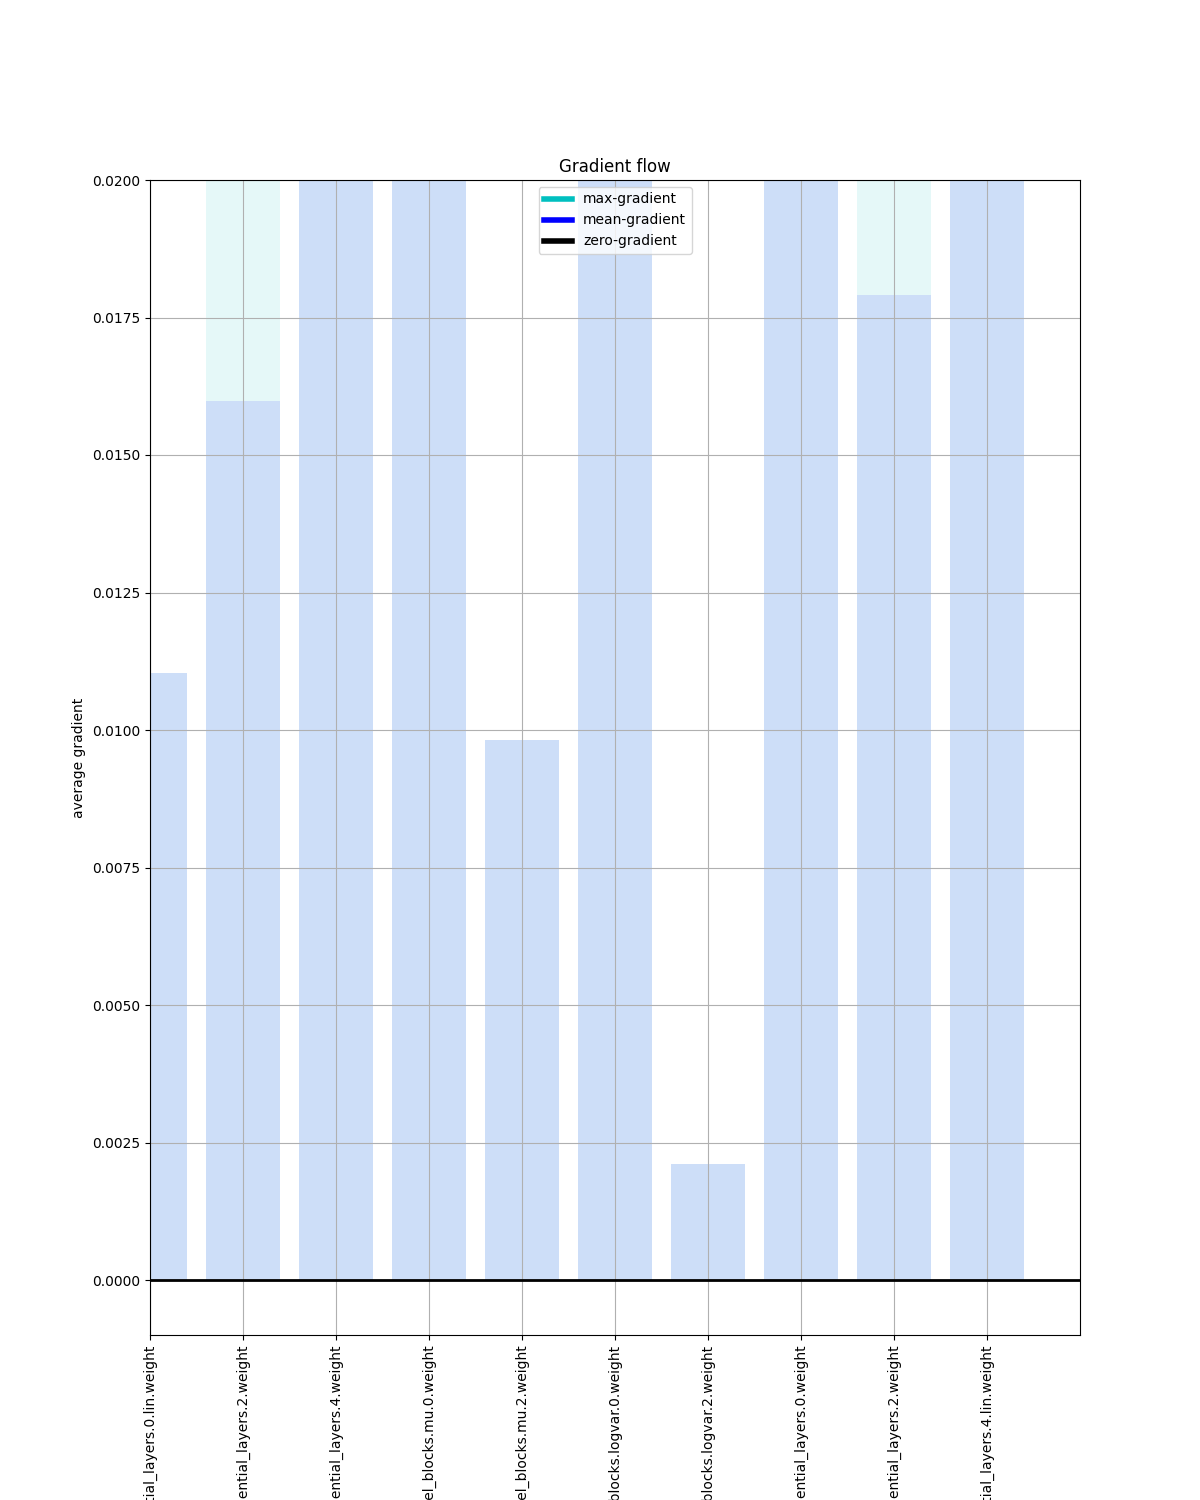 Gradient flow
max-gradient
mean-gradient
zero-gradient
0.0200
0.0175
0.0150
0.0125
0.0100
0.0075
0.0050
0.0025
0.0000
average gradient
tial_layers.0.lin.weight
ential_layers.2.weight
ential_layers.4.weight
el_blocks.mu.0.weight
el_blocks.mu.2.weight
blocks.logvar.0.weight
blocks.logvar.2.weight
ential_layers.0.weight
ential_layers.2.weight
tial_layers.4.lin.weight